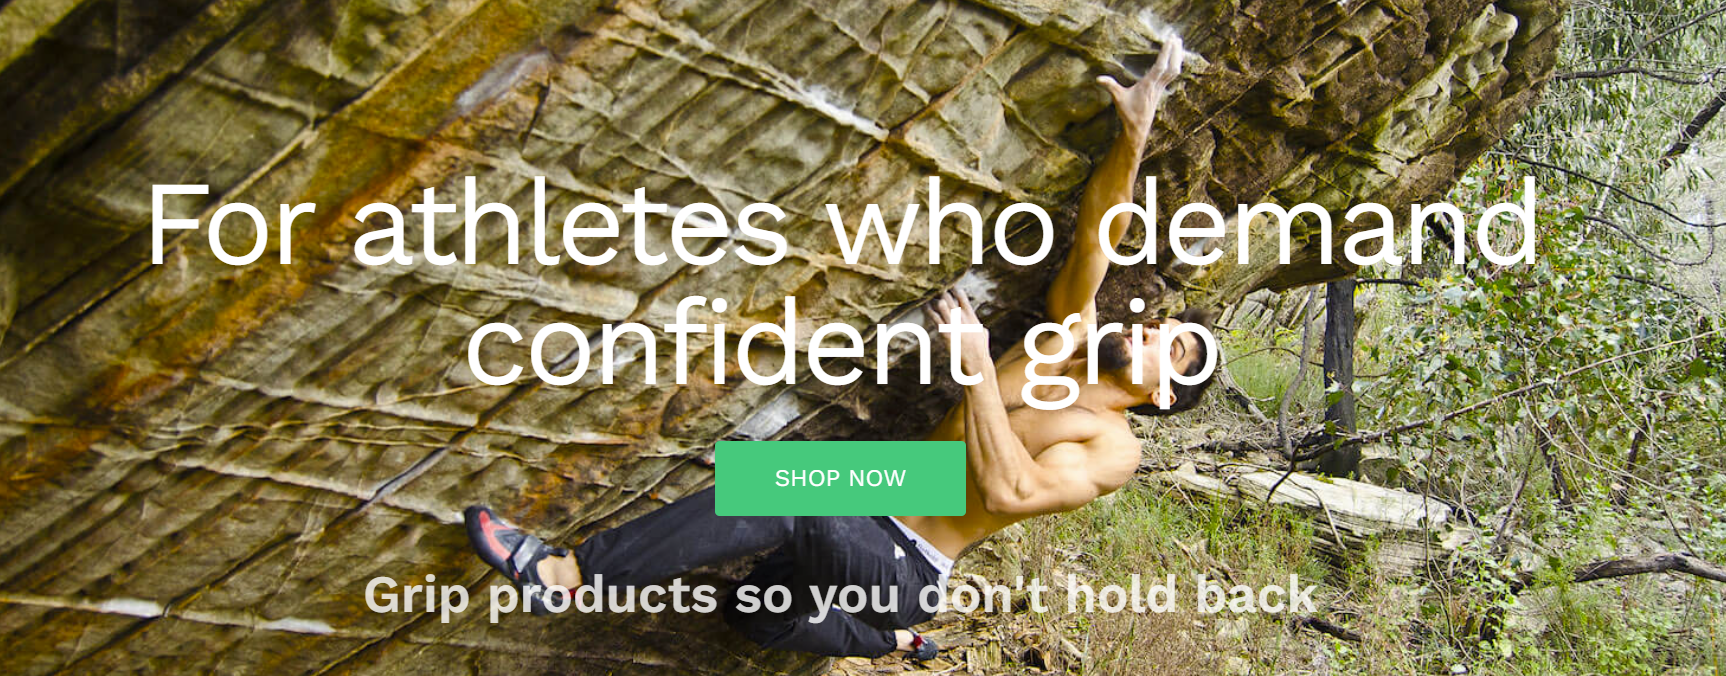 For athletes who demand
confident grip
SHOP NOW
Grip products so you don't hold back